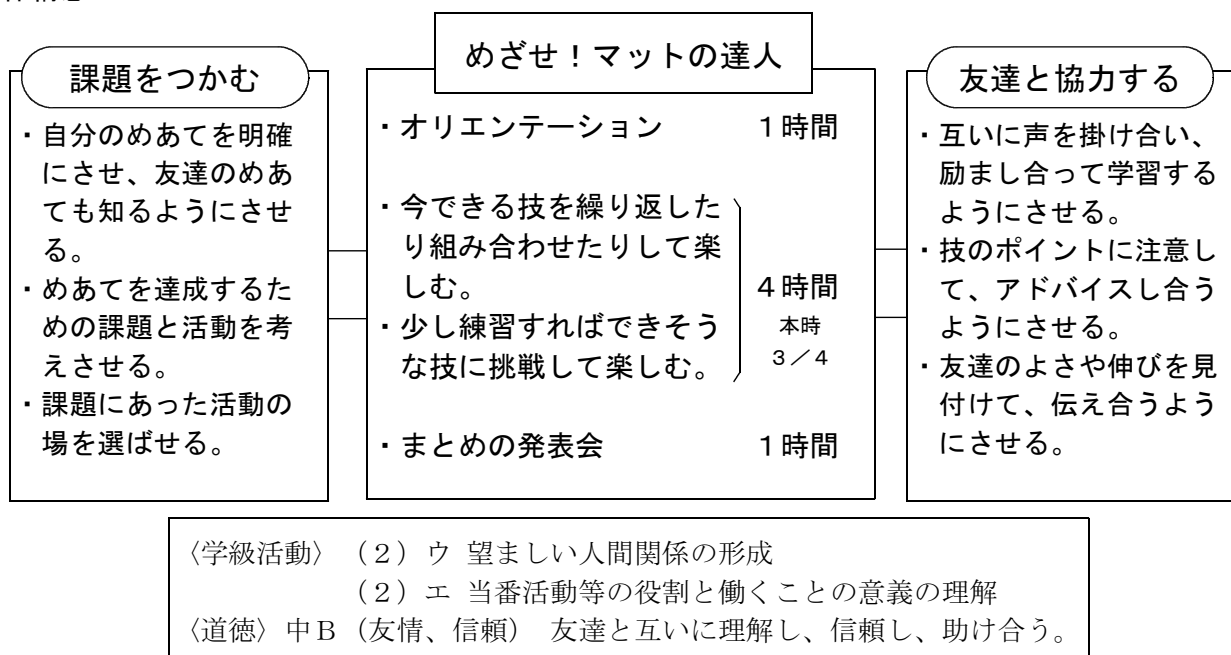 課題をつかむ
・自分のめあてを明確
にさせ、友達のめあ
ても知るようにさせ
る。
・めあてを達成するた
めの課題と活動を考
えさせる。
・課題にあった活動の
場を選ばせる。
めざせ！マットの達人
・オリエンテーション　１時間
・今できる技を繰り返した
り組み合わせたりして楽
しむ。
・少し練習すればできそう
な技に挑戦して楽しむ。
４時間
本時
３／４
・まとめの発表会　１時間
友達と協力する
・互いに声を掛け合い、
励まし合って学習する
ようにさせる。
・技のポイントに注意し
て、アドバイスし合う
ようにさせる。
・友達のよさや伸びを見
付けて、伝え合うよう
にさせる。
〈学級活動〉（２）ウ 望ましい人間関係の形成
（２）エ 当番活動等の役割と働くことの意義の理解
〈道徳〉中Ｂ（友情、信頼）　友達と互いに理解し、信頼し、助け合う。